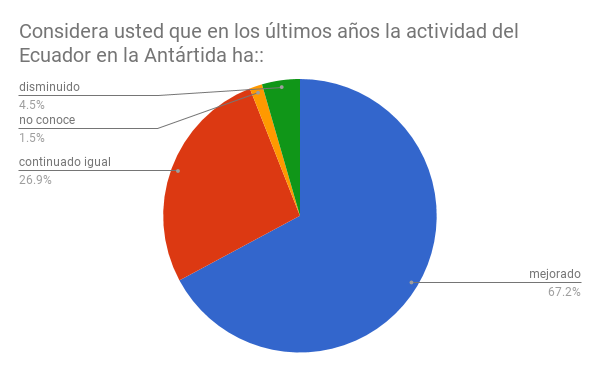 Considera usted que en los últimos años la actividad del
Ecuador en la Antártida ha::
disminuido
4.5%
no conoce
1.5%
continuado igual
26.9%
mejorado
67.2%